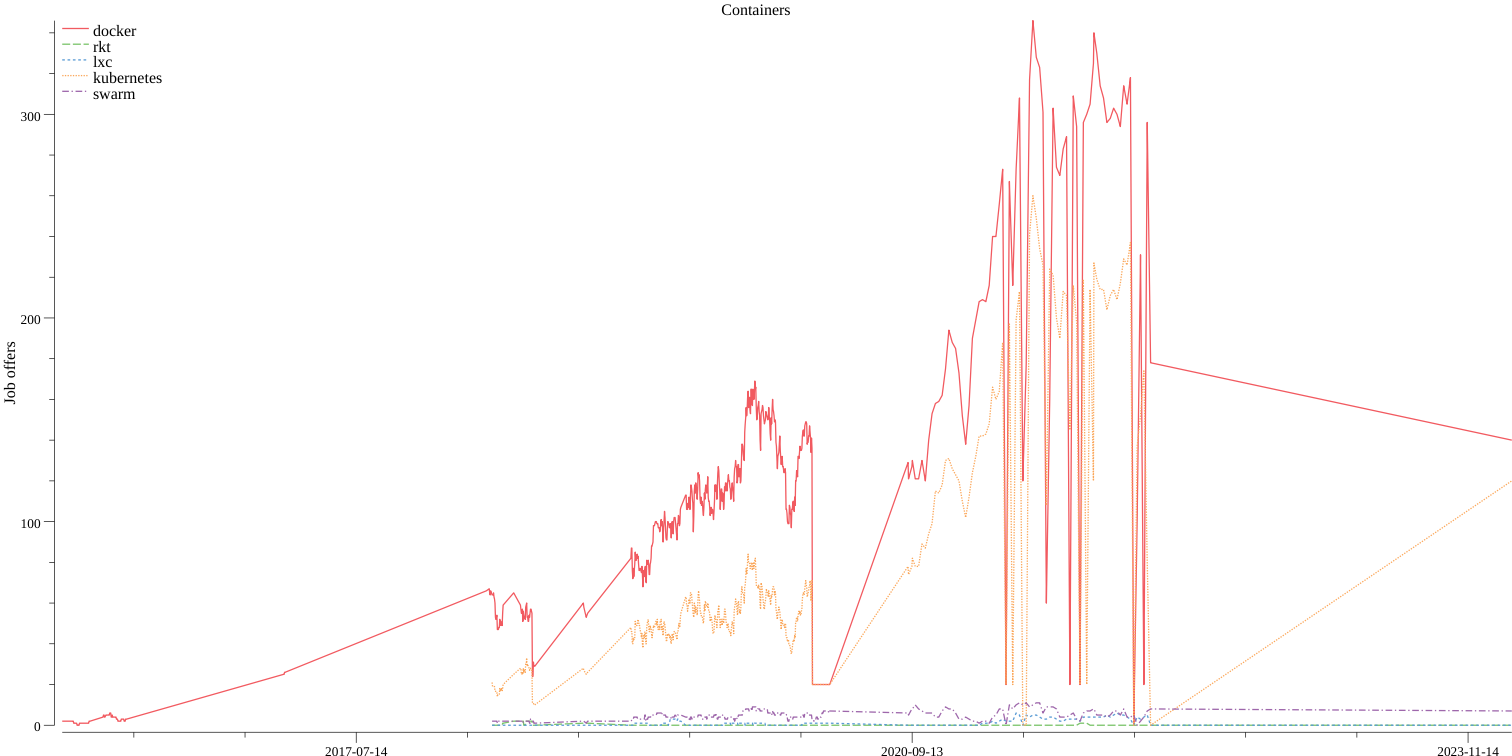 Containers
docker
rkt
lxc
kubernetes
swarm
300
200
100
0
Job offers
2017-07-14
2020-09-13
2023-11-14